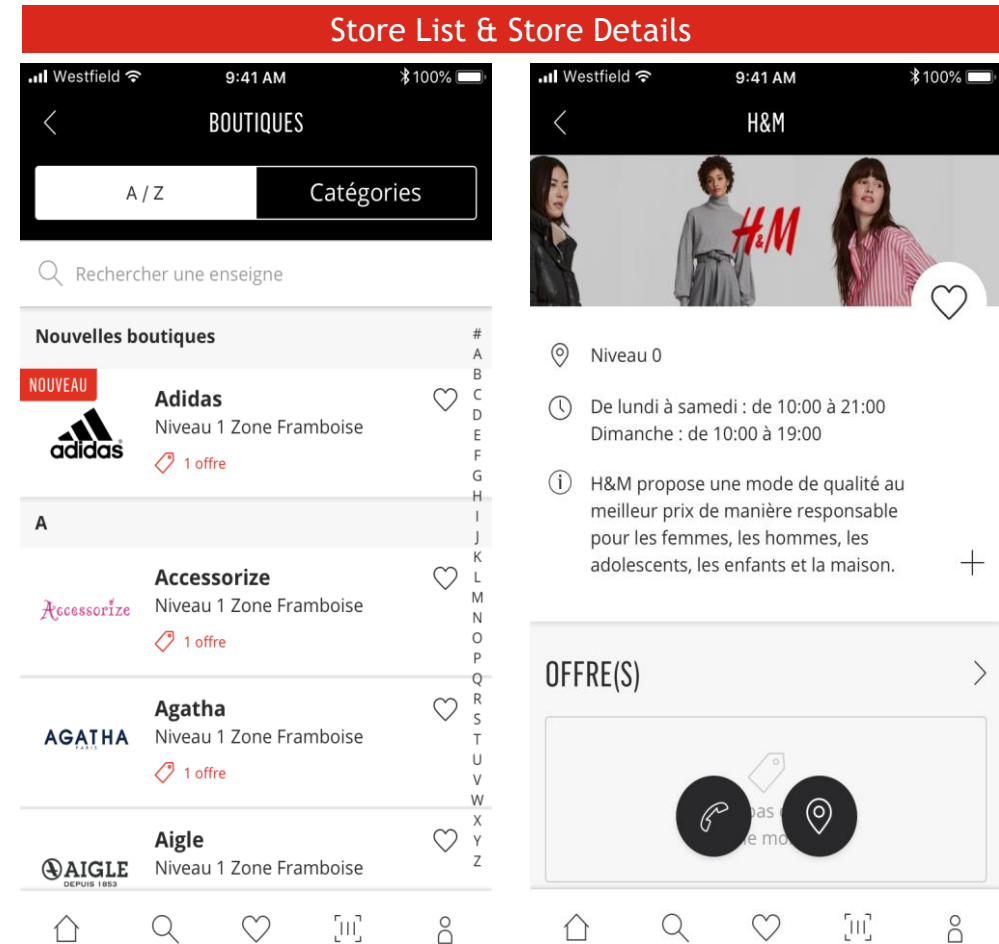 Store List & Store Details
Westfield
9:41 AM
100%
BOUTIQUES
A / Z
Catégories
Rechercher une enseigne
Nouvelles boutiques
NOUVEAU
adidas
Adidas
Niveau 1 Zone Framboise
1 offre
A
Accessorize
Accessorize
Niveau 1 Zone Framboise
1 offre
AGATHA
PARIS
Agatha
Niveau 1 Zone Framboise
1 offre
AIGLE
DEPUIS 1853
Aigle
Niveau 1 Zone Framboise
#
A
B
C
D
E
F
G
H
I
J
K
L
M
N
O
P
Q
R
S
T
U
V
W
X
Y
Z
Westfield
9:41 AM
100%
H&M
H&M
Niveau 0
De lundi à samedi : de 10:00 à 21:00
Dimanche : de 10:00 à 19:00
H&M propose une mode de qualité au
meilleur prix de manière responsable
pour les femmes, les hommes, les
adolescents, les enfants et la maison.
OFFRE(S)
pas